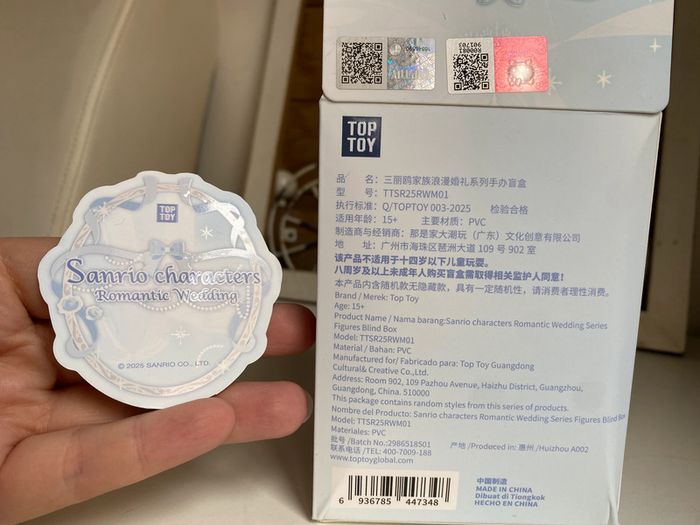 TOP
TOY
Sanrio characters
Romantic Wedding
© 2025 SANRIO CO., LTD.
R00081
901703
TOP
TOY
品 名：三丽鸥家族浪漫婚礼系列手办盲盒
型 号：TTSR25RWM01
执行标准：Q/TOPTOY 003-2025 检验合格
适用年龄：15+ 主要材质：PVC
制造商与经销商：那是家大潮玩（广东）文化创意有限公司
地 址：广州市海珠区琶洲大道 109 号 902 室
该产品不适用于十四岁以下儿童玩耍。
八周岁及以上未成年人购买盲盒需取得相关监护人同意！
本产品内含随机款无隐藏款，具有一定随机性，请消费者理性消费。
Brand / Merek: Top Toy
Age: 15+
Product Name / Nama barang:Sanrio characters Romantic Wedding Series
Figures Blind Box
Model: TTSR25RWM01
Material / Bahan: PVC
Manufactured for/ Fabricado para: Top Toy Guangdong
Cultural& Creative Co.,Ltd.
Address: Room 902, 109 Pazhou Avenue, Haizhu District, Guangzhou,
Guangdong, China. 510000
This package contains random styles from this series of products.
Nombre del Producto: Sanrio characters Romantic Wedding Series Figures Blind Box
Model: TTSR25RWM01
Materiales: PVC
批号 /Batch No.:2986518501 产地 /Produced in: 惠州 /Huizhou A002
联系电话 /TEL: 400-7009-188
www.toptoyglobal.com
6 936785 447348
中国制造
MADE IN CHINA
Dibuat di Tiongkok
HECHO EN CHINA